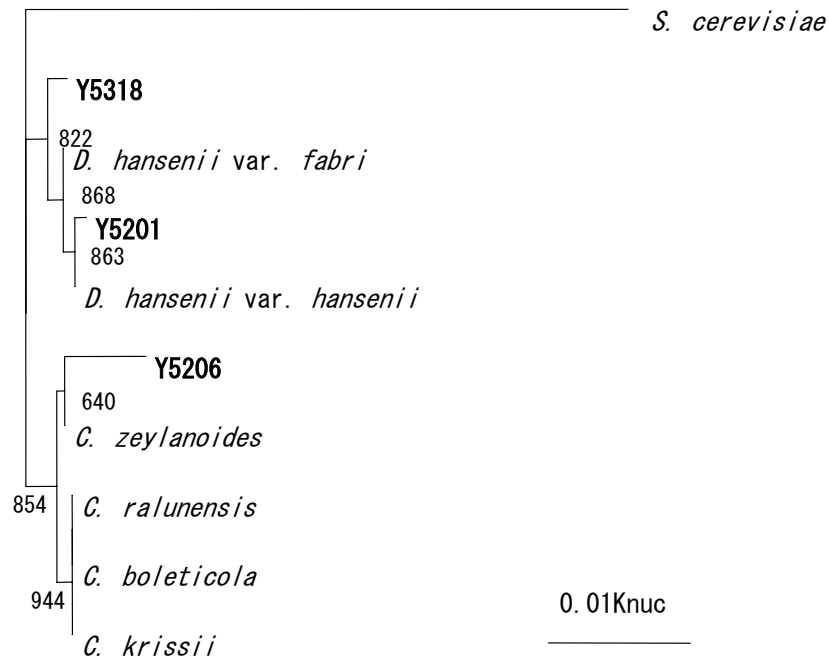 S. cerevisiae
Y5318
822
D. hansenii var. fabri
868
Y5201
863
D. hansenii var. hansenii
Y5206
640
C. zeylanoides
854
C. ralunensis
C. boleticola
944
0.01Knuc
C. krissii